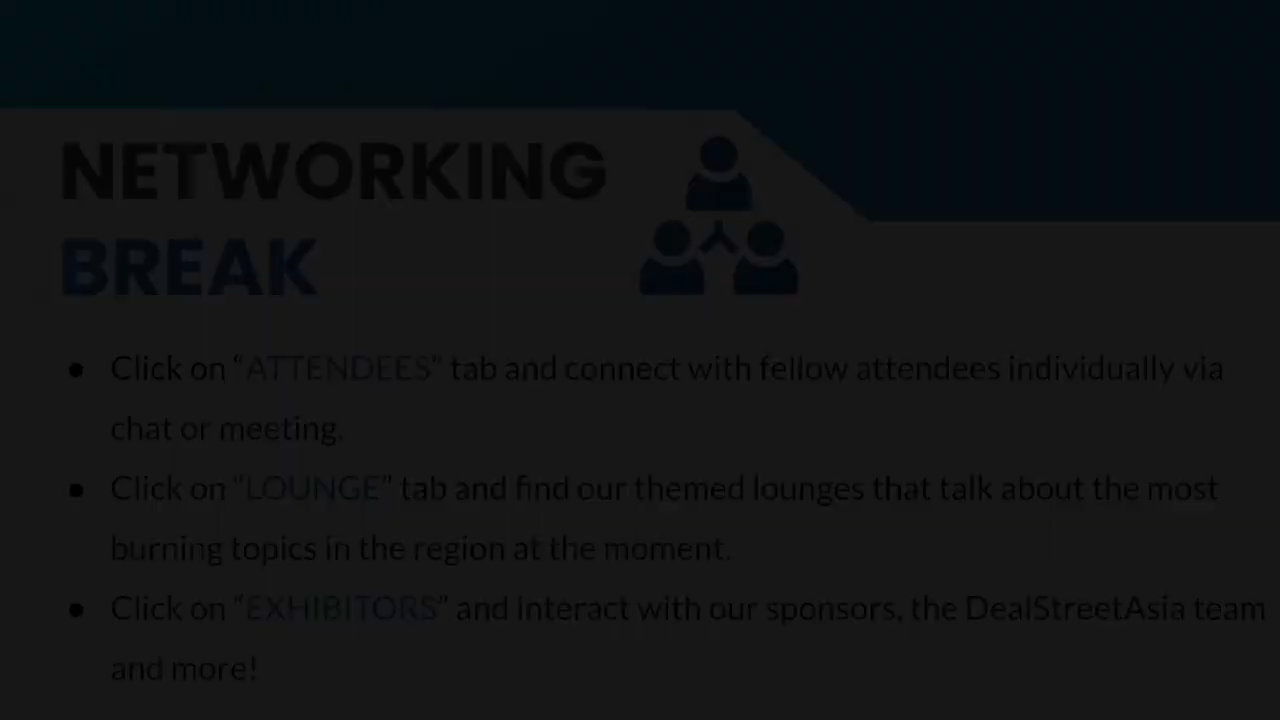 NETWORKING
BREAK
● Click on “ATTENDEES” tab and connect with fellow attendees individually via
chat or meeting.
● Click on “LOUNGE” tab and find our themed lounges that talk about the most
burning topics in the region at the moment.
● Click on “EXHIBITORS” and interact with our sponsors, the DealStreetAsia team
and more!